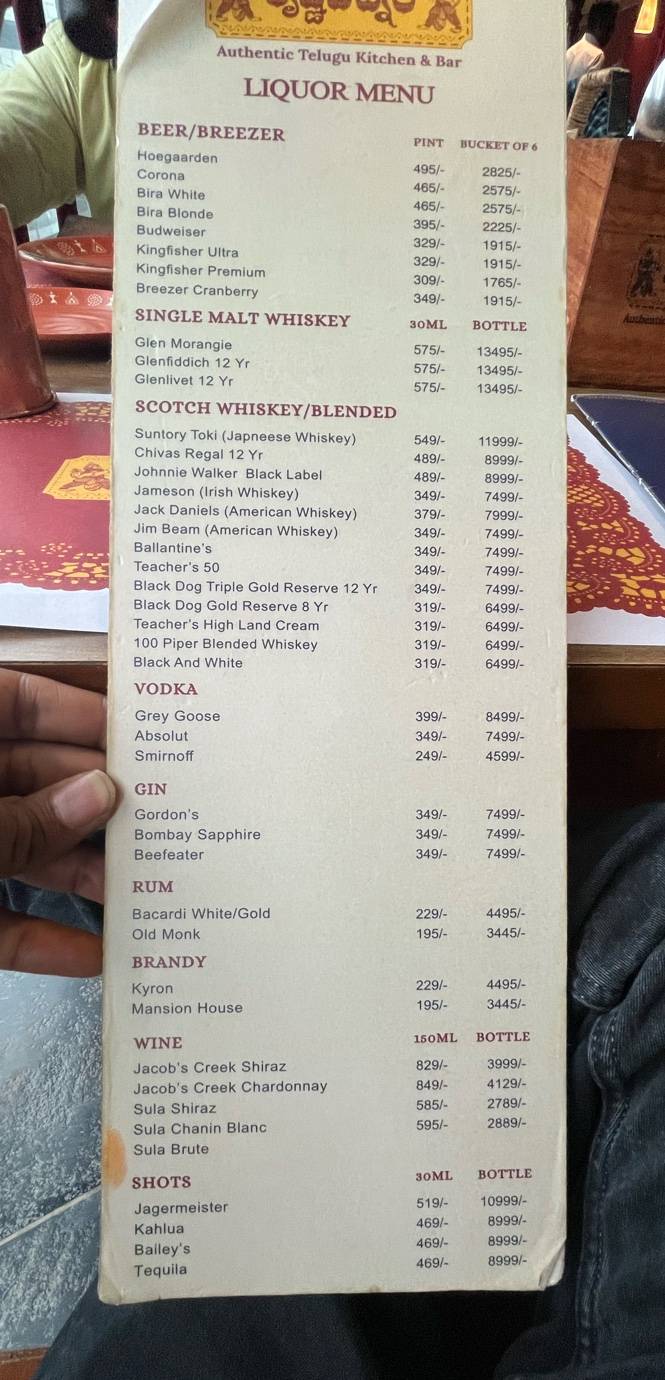 Authentic Telugu Kitchen & Bar
LIQUOR MENU
BEER/BREEZER PINT BUCKET OF 6
Hoegaarden 495/- 2825/-
Corona 465/- 2575/-
Bira White 465/- 2575/-
Bira Blonde 395/- 2225/-
Budweiser 329/- 1915/-
Kingfisher Ultra 329/- 1915/-
Kingfisher Premium 309/- 1765/-
Breezer Cranberry 349/- 1915/-
SINGLE MALT WHISKEY 30ML BOTTLE
Glen Morangie 575/- 13495/-
Glenfiddich 12 Yr 575/- 13495/-
Glenlivet 12 Yr 575/- 13495/-
SCOTCH WHISKEY/BLENDED
Suntory Toki (Japneese Whiskey) 549/- 11999/-
Chivas Regal 12 Yr 489/- 8999/-
Johnnie Walker Black Label 489/- 8999/-
Jameson (Irish Whiskey) 349/- 7499/-
Jack Daniels (American Whiskey) 379/- 7999/-
Jim Beam (American Whiskey) 349/- 7499/-
Ballantine's 349/- 7499/-
Teacher's 50 349/- 7499/-
Black Dog Triple Gold Reserve 12 Yr 349/- 7499/-
Black Dog Gold Reserve 8 Yr 319/- 6499/-
Teacher's High Land Cream 319/- 6499/-
100 Piper Blended Whiskey 319/- 6499/-
Black And White 319/- 6499/-
VODKA
Grey Goose 399/- 8499/-
Absolut 349/- 7499/-
Smirnoff 249/- 4599/-
GIN
Gordon's 349/- 7499/-
Bombay Sapphire 349/- 7499/-
Beefeater 349/- 7499/-
RUM
Bacardi White/Gold 229/- 4495/-
Old Monk 195/- 3445/-
BRANDY
Kyron 229/- 4495/-
Mansion House 195/- 3445/-
WINE 150ML BOTTLE
Jacob's Creek Shiraz 829/- 3999/-
Jacob's Creek Chardonnay 849/- 4129/-
Sula Shiraz 585/- 2789/-
Sula Chanin Blanc 595/- 2889/-
Sula Brute
SHOTS 30ML BOTTLE
Jagermeister 519/- 10999/-
Kahlua 469/- 8999/-
Bailey's 469/- 8999/-
Tequila 469/- 8999/-